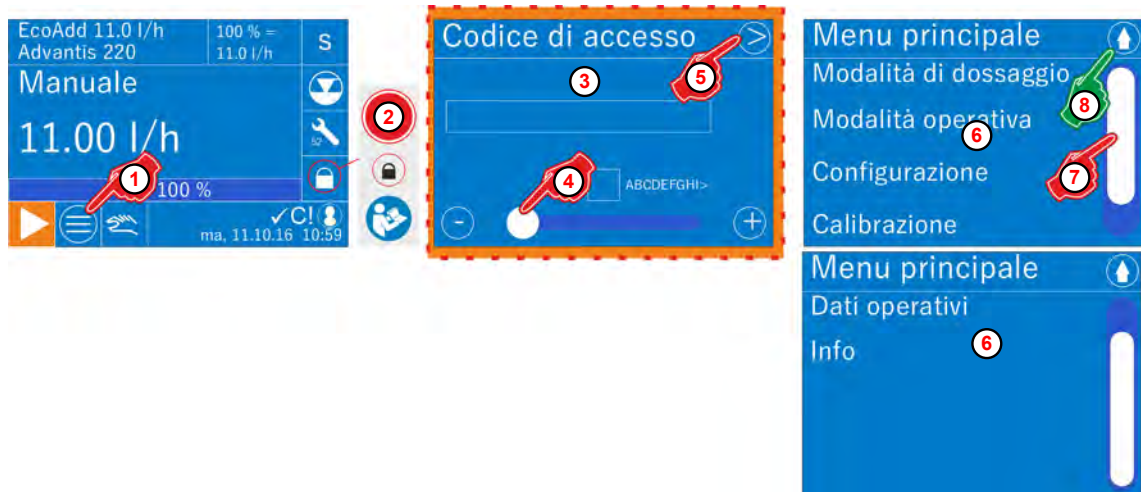 EcoAdd 11.0 l/h
Advantis 220
100 % =
11.0 l/h
S
Manuale
52
11.00 l/h
1
100 %
✓C!
ma, 11.10.16 10:59
2
Codice di accesso
>
5
3
4
ABCDEFGHI>
-
+
Menu principale
Modalità di dossaggio
8
Modalità operativa
6
Configurazione
7
Calibrazione
Menu principale
Dati operativi
Info
6